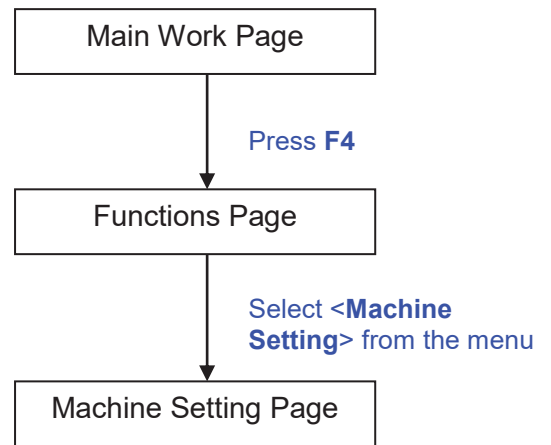 Main Work Page
Press F4
Functions Page
Select <Machine
Setting> from the menu
Machine Setting Page